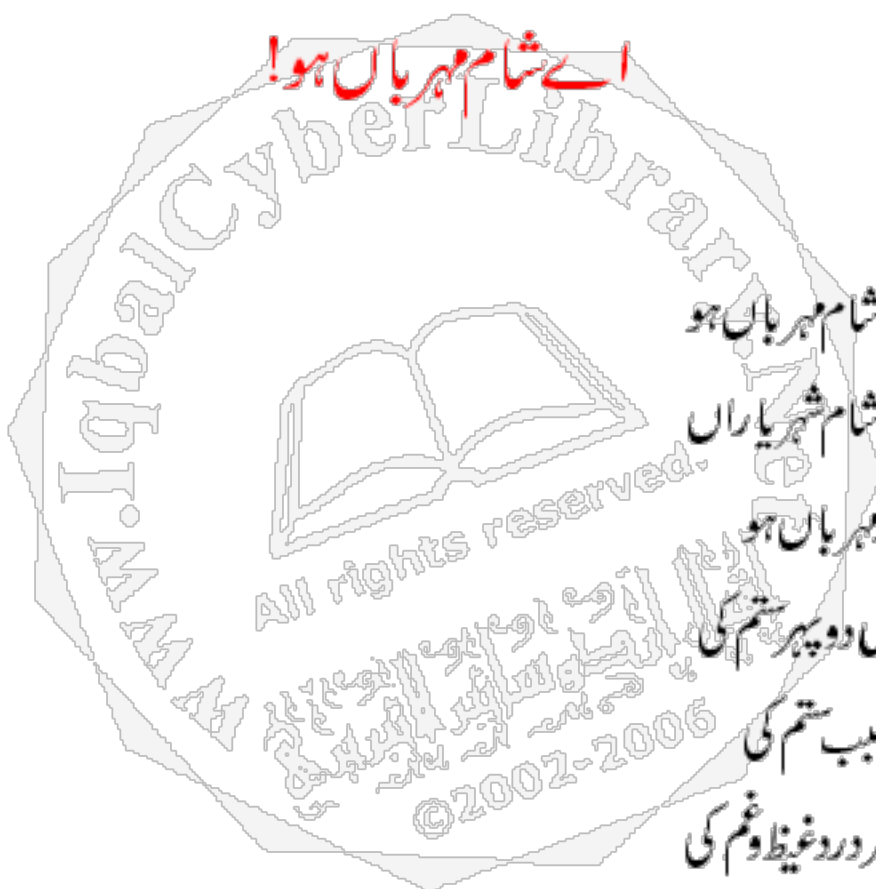 اے شام مہرباں ہو!
شام مہرباں ہو
شام شہر یاراں
مہرباں ہو
دوپہر ستم کی
ستم کی
درد و غیظ و غم کی
www.IqbalCyberLibrary.Net
All rights reserved.
©2002-2006